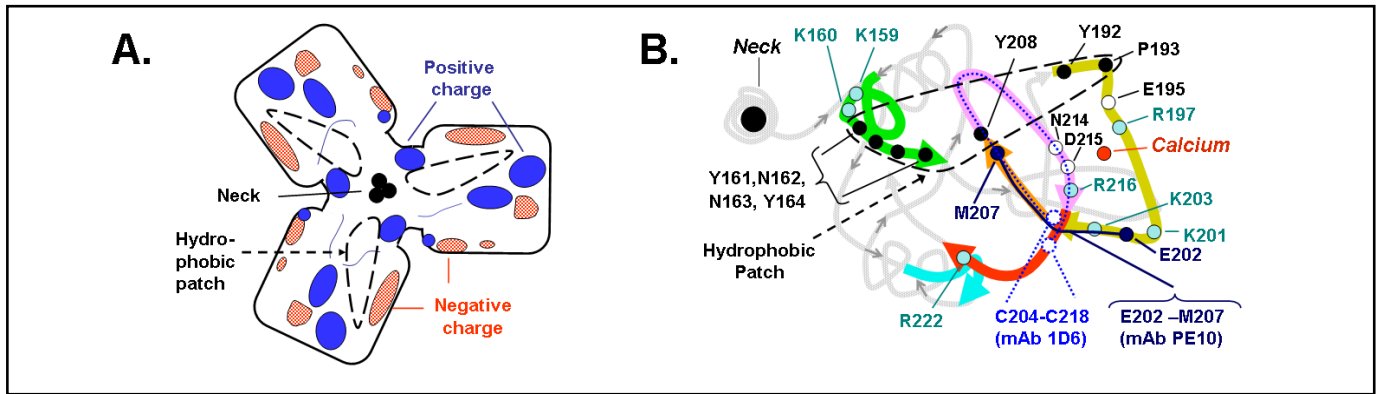 A.
Positive
charge
Neck
Hydro-
phobic
patch
Negative
charge
B.
Neck
K160
K159
Y208
Y192
P193
E195
R197
N214
D215
Calcium
R216
Y161,N162,
N163, Y164
M207
K203
K201
E202
Hydrophobic
Patch
R222
C204-C218
(mAb 1D6)
E202 –M207
(mAb PE10)